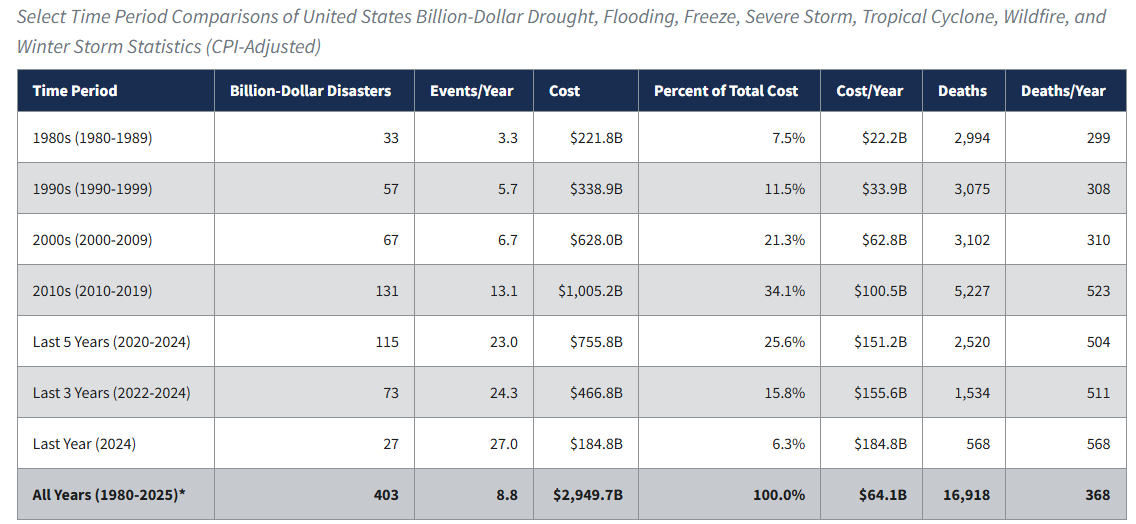 Select Time Period Comparisons of United States Billion-Dollar Drought, Flooding, Freeze, Severe Storm, Tropical Cyclone, Wildfire, and
Winter Storm Statistics (CPI-Adjusted)
Time Period Billion-Dollar Disasters Events/Year Cost Percent of Total Cost Cost/Year Deaths Deaths/Year
1980s (1980-1989) 33 3.3 $221.8B 7.5% $22.2B 2,994 299
1990s (1990-1999) 57 5.7 $338.9B 11.5% $33.9B 3,075 308
2000s (2000-2009) 67 6.7 $628.0B 21.3% $62.8B 3,102 310
2010s (2010-2019) 131 13.1 $1,005.2B 34.1% $100.5B 5,227 523
Last 5 Years (2020-2024) 115 23.0 $755.8B 25.6% $151.2B 2,520 504
Last 3 Years (2022-2024) 73 24.3 $466.8B 15.8% $155.6B 1,534 511
Last Year (2024) 27 27.0 $184.8B 6.3% $184.8B 568 568
All Years (1980-2025)* 403 8.8 $2,949.7B 100.0% $64.1B 16,918 368